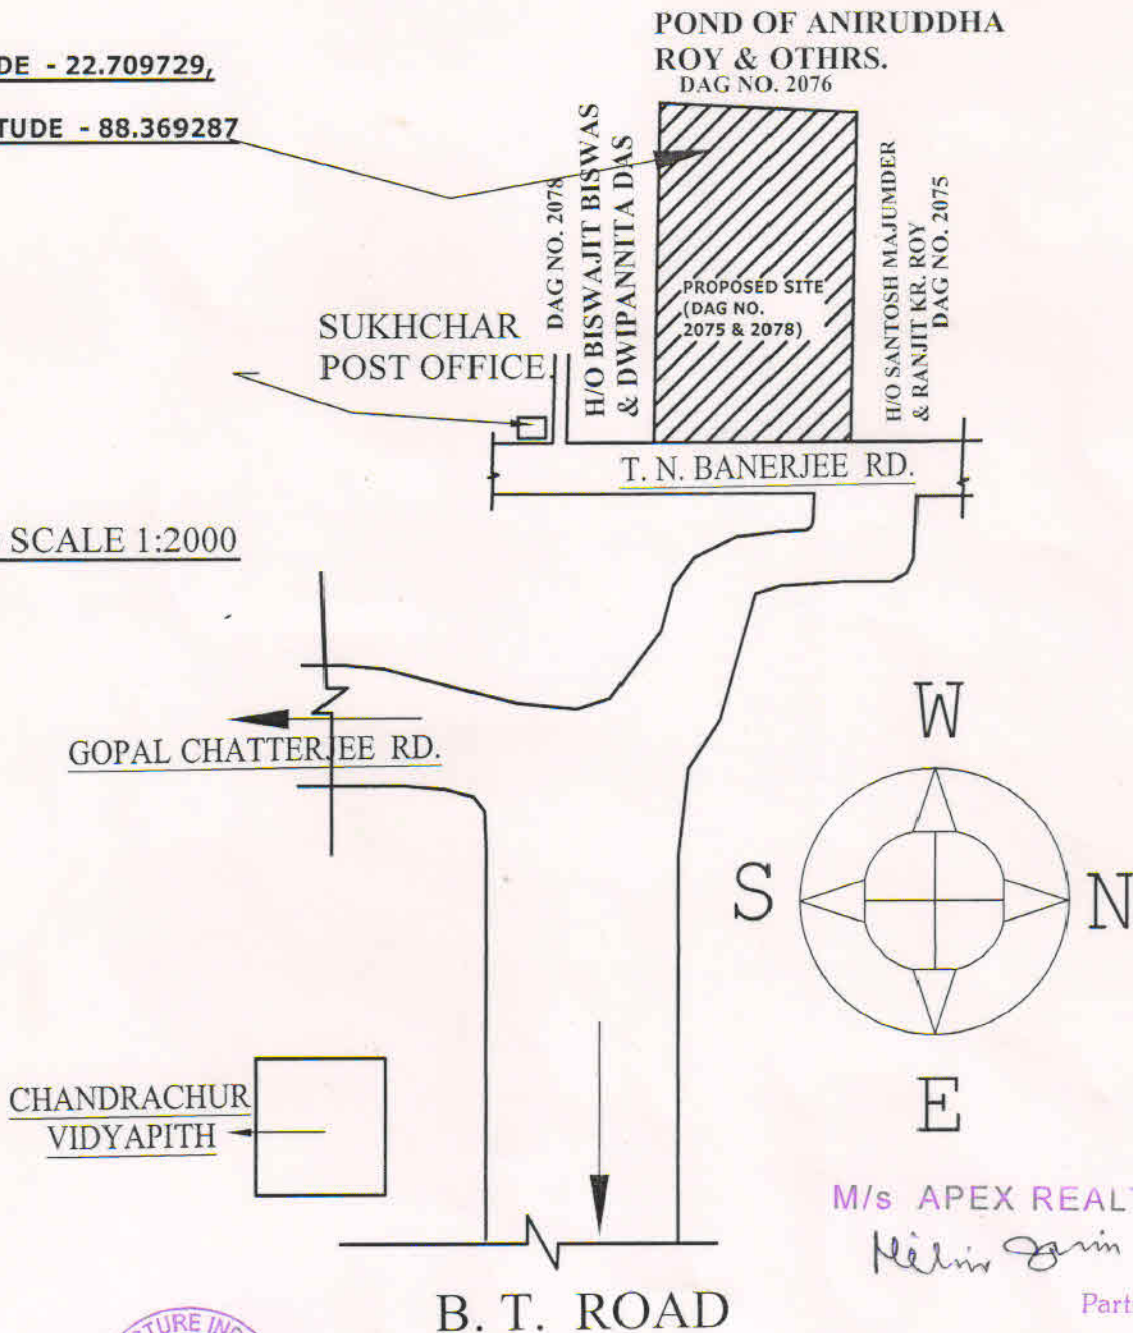 POND OF ANIRUDDHA
ROY & OTHRS.
DAG NO. 2076
DE - 22.709729,
TUDE - 88.369287
DAG NO. 2078
H/O BISWAJIT BISWAS
& DWIPANNITA DAS
PROPOSED SITE
(DAG NO.
2075 & 2078)
H/O SANTOSH MAJUMDER
& RANJIT KR. ROY
DAG NO. 2075
SUKHCHAR
POST OFFICE.
T. N. BANERJEE RD.
SCALE 1:2000
GOPAL CHATTERJEE RD.
W
S
N
E
CHANDRACHUR
VIDYAPITH
M/s APEX REAL
Part
B. T. ROAD